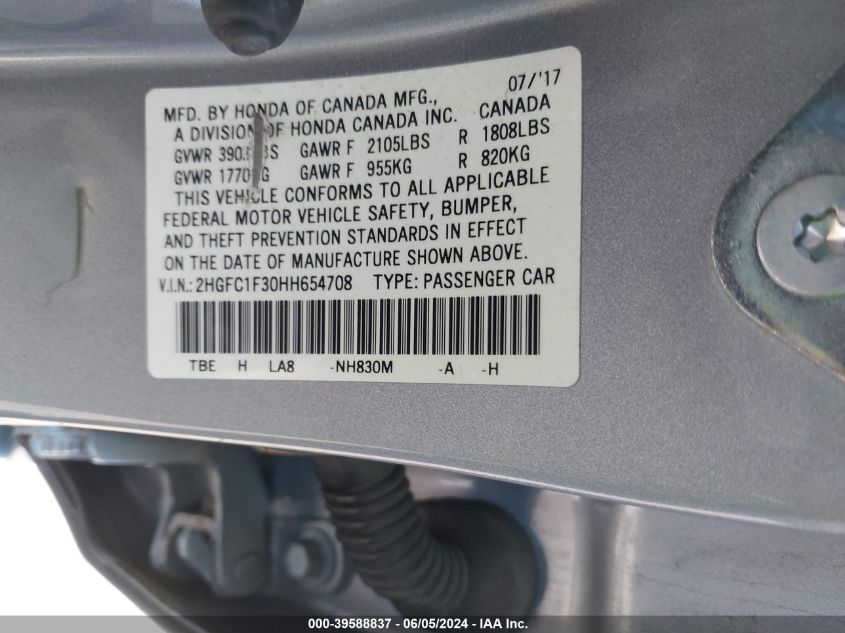 07/'17
MFD. BY HONDA OF CANADA MFG.,
A DIVISION OF HONDA CANADA INC. CANADA
GVWR GAWR F 2105LBS R 1808LBS
GVWR GAWR F 955KG R 820KG
THIS VEHICLE CONFORMS TO ALL APPLICABLE
FEDERAL MOTOR VEHICLE SAFETY, BUMPER,
AND THEFT PREVENTION STANDARDS IN EFFECT
ON THE DATE OF MANUFACTURE SHOWN ABOVE.
V.I.N.: 2HGFC1F30HH654708 TYPE: PASSENGER CAR
TBE H LA8 -NH830M -A -H
000-39588837 - 06/05/2024 - IAA Inc.